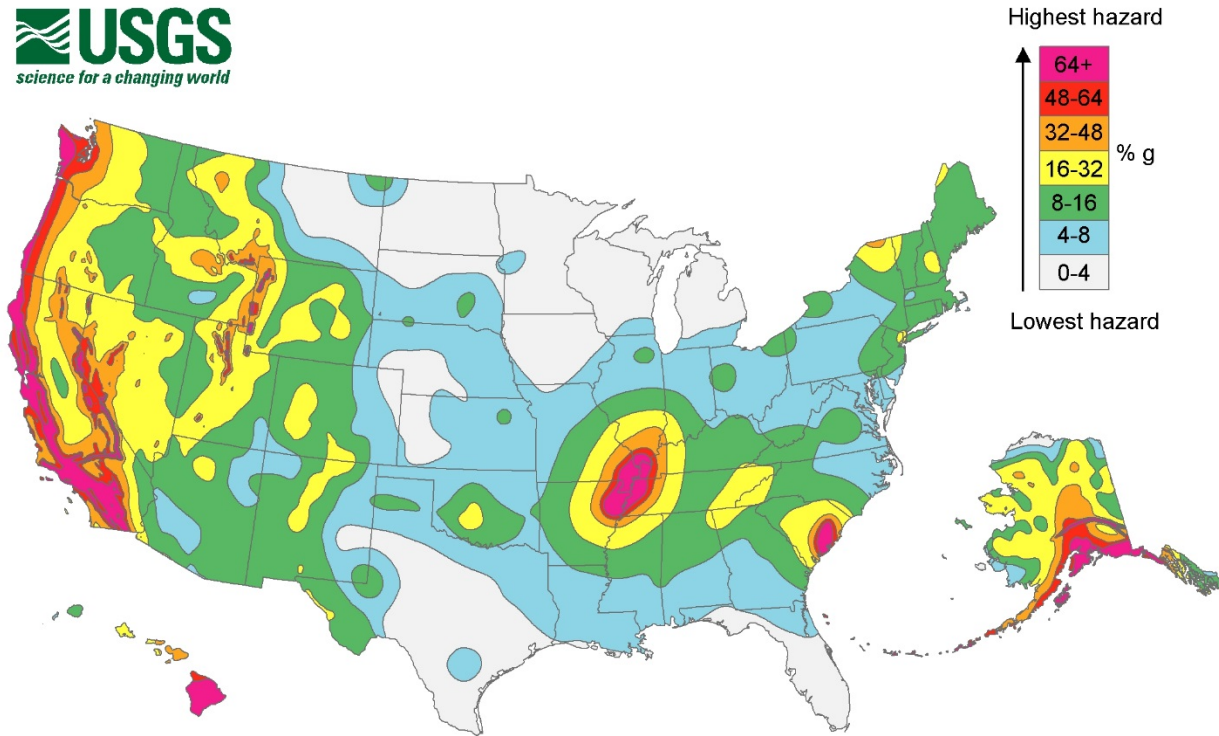 USGS
science for a changing world
Highest hazard
64+
48-64
32-48
16-32
8-16
4-8
0-4
% g
Lowest hazard